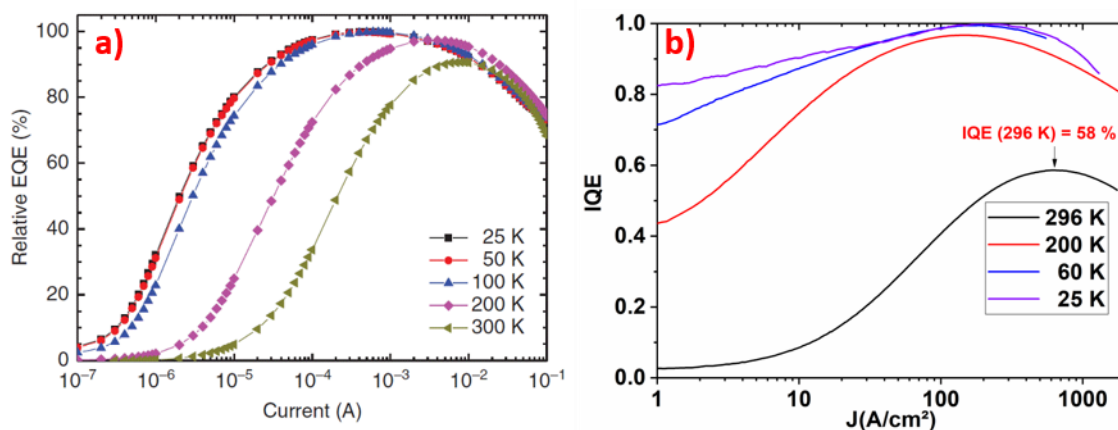 a)
Relative EQE (%)
100
80
60
40
20
0
25 K
50 K
100 K
200 K
300 K
10⁻⁷ 10⁻⁶ 10⁻⁵ 10⁻⁴ 10⁻³ 10⁻² 10⁻¹
Current (A)
b)
IQE
1.0
0.8
0.6
0.4
0.2
0.0
IQE (296 K) = 58 %
296 K
200 K
60 K
25 K
1 10 100 1000
J(A/cm²)